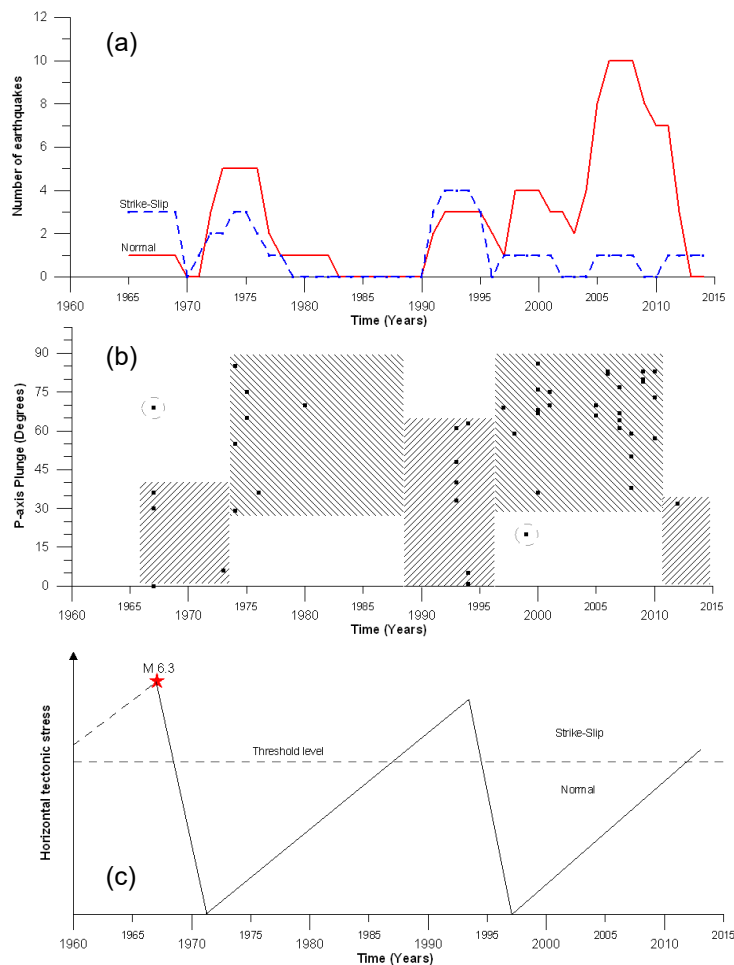 (a)
12
10
8
6
4
2
0
Number of earthquakes
Strike-Slip
Normal
1960 1965 1970 1975 1980 1985 1990 1995 2000 2005 2010 2015
Time (Years)
(b)
90
75
60
45
30
15
0
P-axis Plunge (Degrees)
1960 1965 1970 1975 1980 1985 1990 1995 2000 2005 2010 2015
Time (Years)
(c)
M 6.3
Horizontal tectonic stress
Strike-Slip
Threshold level
Normal
1960 1965 1970 1975 1980 1985 1990 1995 2000 2005 2010 2015
Time (Years)